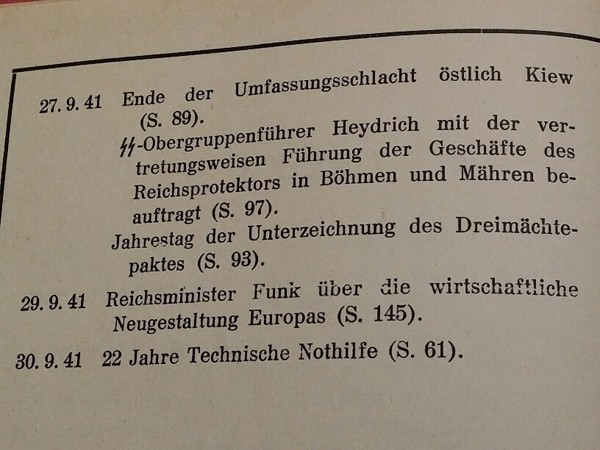 27. 9. 41 Ende der Umfassungsschlacht östlich Kiew
(S. 89).
ᛋᛋ-Obergruppenführer Heydrich mit der ver-
tretungsweisen Führung der Geschäfte des
Reichsprotektors in Böhmen und Mähren be-
auftragt (S. 97).
Jahrestag der Unterzeichnung des Dreimächte-
paktes (S. 93).
29. 9. 41 Reichsminister Funk über die wirtschaftliche
Neugestaltung Europas (S. 145).
30. 9. 41 22 Jahre Technische Nothilfe (S. 61).